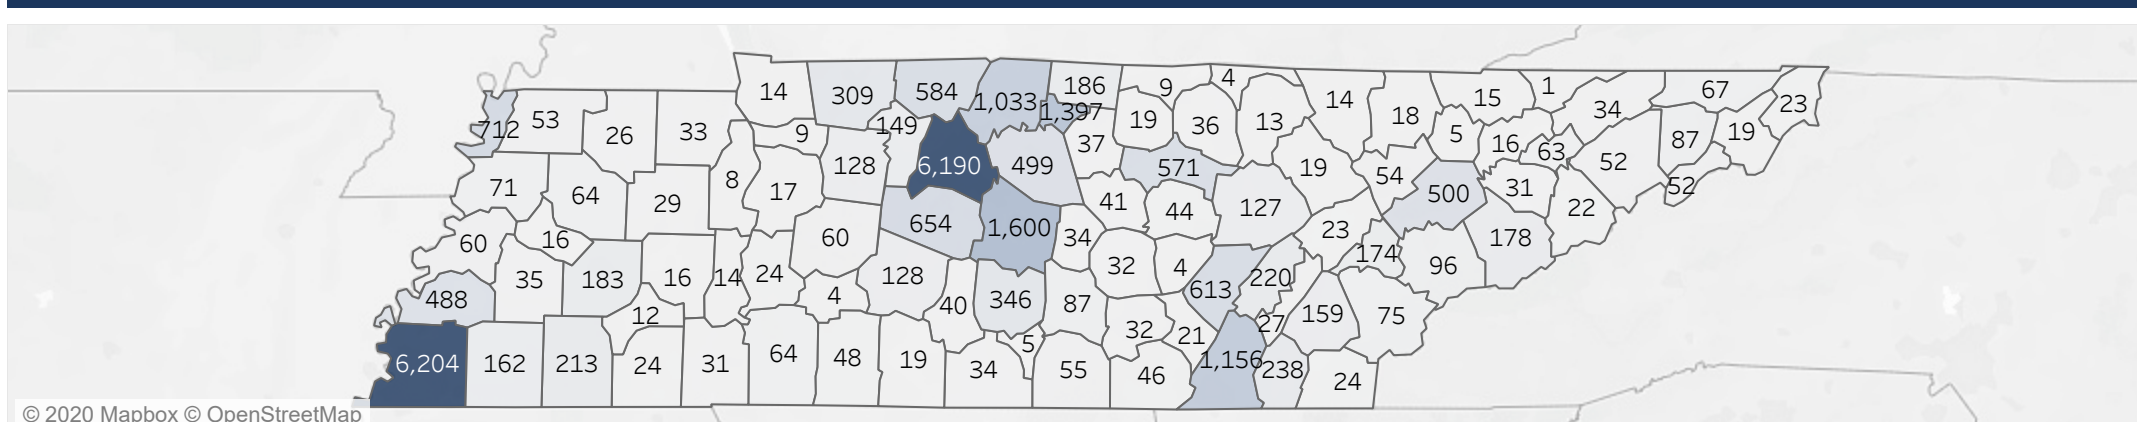 14 309 584 1,033 186 9 4 14 18 15 1 34 67 23
712 53 26 33 9 149 1,397 19 36 13 5 16 63 87 19
6,190 499 37 571 19 54 500 31 52 52
71 64 29 8 17 128 41 44 127 22
60 16 60 654 1,600 34 23 174 178
488 35 183 16 14 24 4 128 40 346 87 32 4 613 220 96
12 5 32 21 27 159 75
6,204 162 213 24 31 64 48 19 34 55 46 1,156 238 24
© 2020 Mapbox © OpenStreetMap